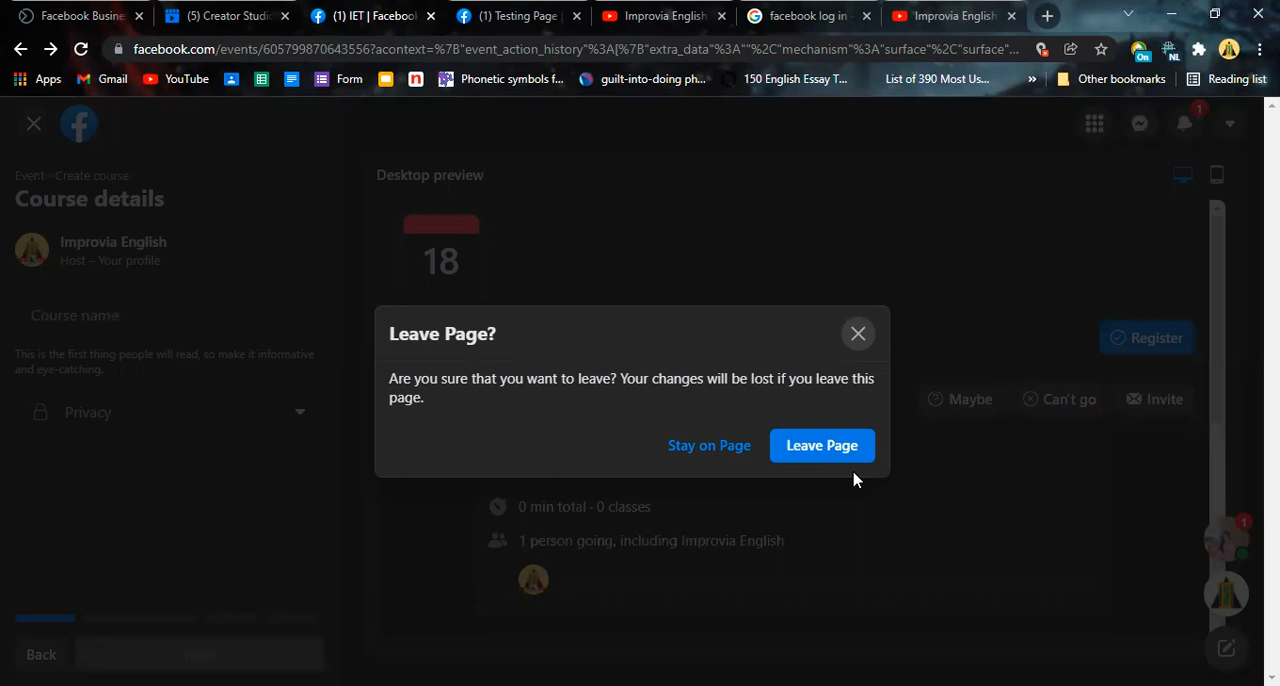 Facebook Busine
(5) Creator Studi
(1) IET | Facebook
(1) Testing Page
Improvia English
facebook log in -
Improvia English
facebook.com/events/605799870643556?acontext=%7B"event_action_history"%3A[%7B"extra_data"%3A""%2C"mechanism"%3A"surface"%2C"surface"...
On
NL
Apps
Gmail
YouTube
Form
Phonetic symbols f...
guilt-into-doing ph...
150 English Essay T...
List of 390 Most Us...
»
Other bookmarks
Reading list
1
Event · Create course
Course details
Desktop preview
Improvia English
Host – Your profile
18
Course name
This is the first thing people will read, so make it informative
and eye-catching.
Register
Leave Page?
Are you sure that you want to leave? Your changes will be lost if you leave this
page.
Privacy
Maybe
Can't go
Invite
Stay on Page
Leave Page
0 min total · 0 classes
1 person going, including Improvia English
1
Back
Next